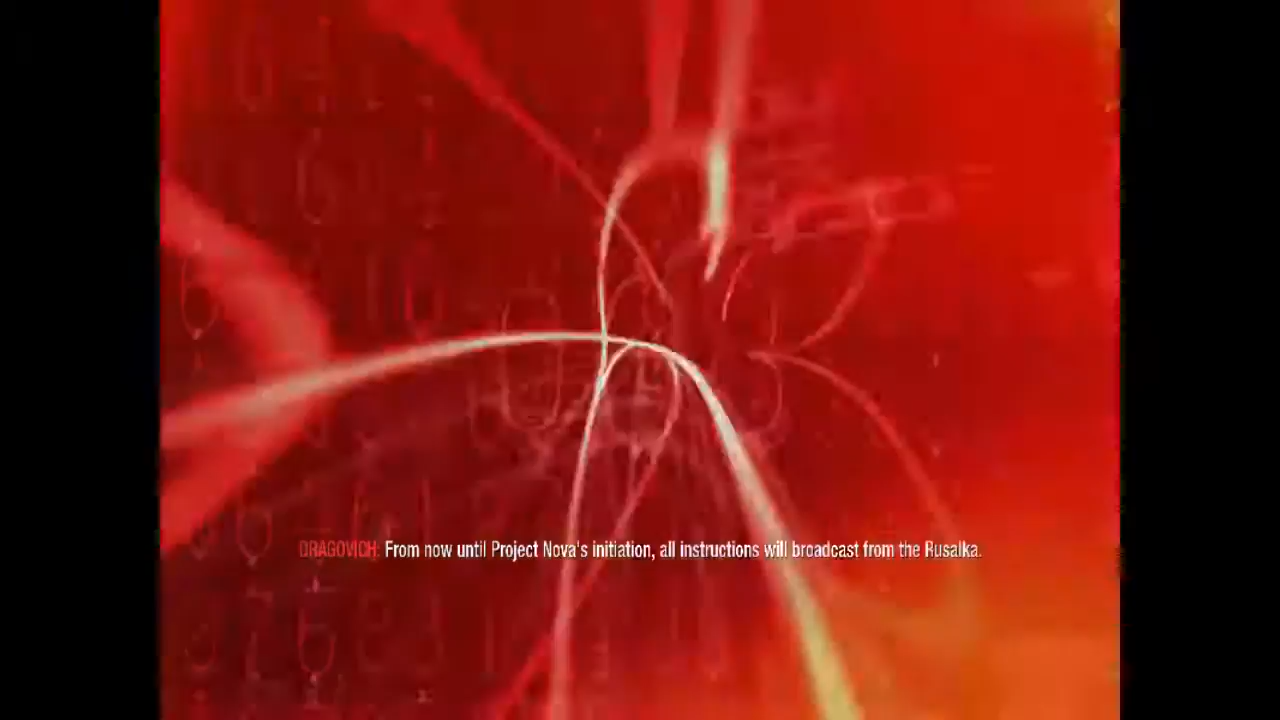 DRAGOVICH: From now until Project Nova's initiation, all instructions will broadcast from the Rusalka.